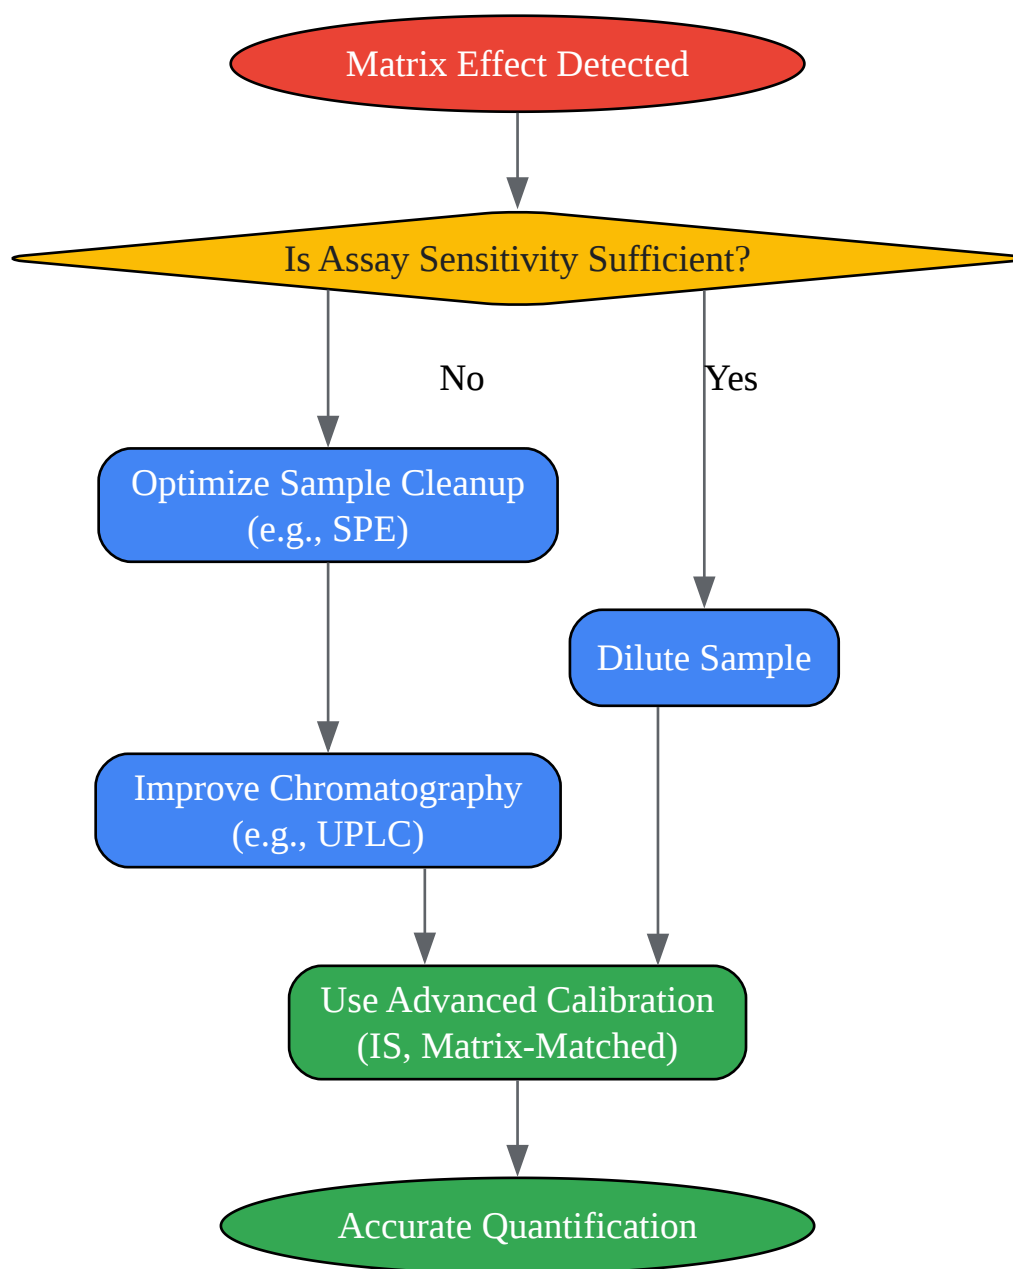 Matrix Effect Detected
Is Assay Sensitivity Sufficient?
No
Yes
Optimize Sample Cleanup
(e.g., SPE)
Dilute Sample
Improve Chromatography
(e.g., UPLC)
Use Advanced Calibration
(IS, Matrix-Matched)
Accurate Quantification